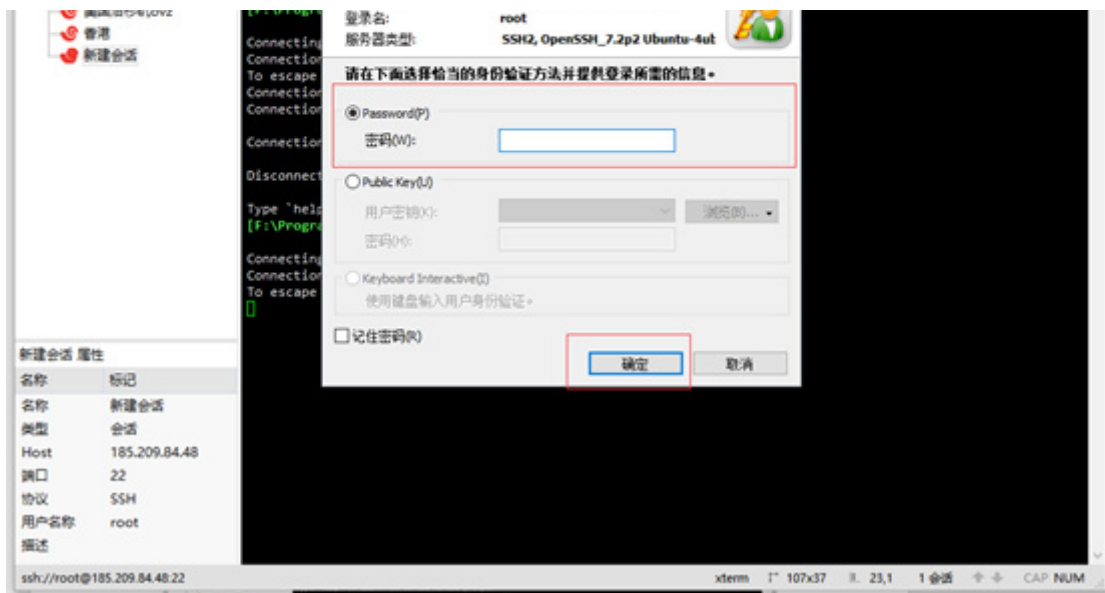 香港
新建会话
Connecting
Connection
To escape
Connection
Connection
Connection
Disconnect
Type `help
[F:\Progra
Connecting
Connection
To escape
登录名: root
服务器类型: SSH2, OpenSSH_7.2p2 Ubuntu-4ut
请在下面选择恰当的身份验证方法并提供登录所需的信息。
Password(P)
密码(W):
Public Key(U)
用户密钥(K): 浏览(B)...
密码(H):
Keyboard Interactive(I)
使用键盘输入用户身份验证。
记住密码(R)
确定 取消
新建会话 属性
名称 标记
名称 新建会话
类型 会话
Host 185.209.84.48
端口 22
协议 SSH
用户名称 root
描述
ssh://root@185.209.84.48:22 xterm 107x37 23,1 1 会话 CAP NUM